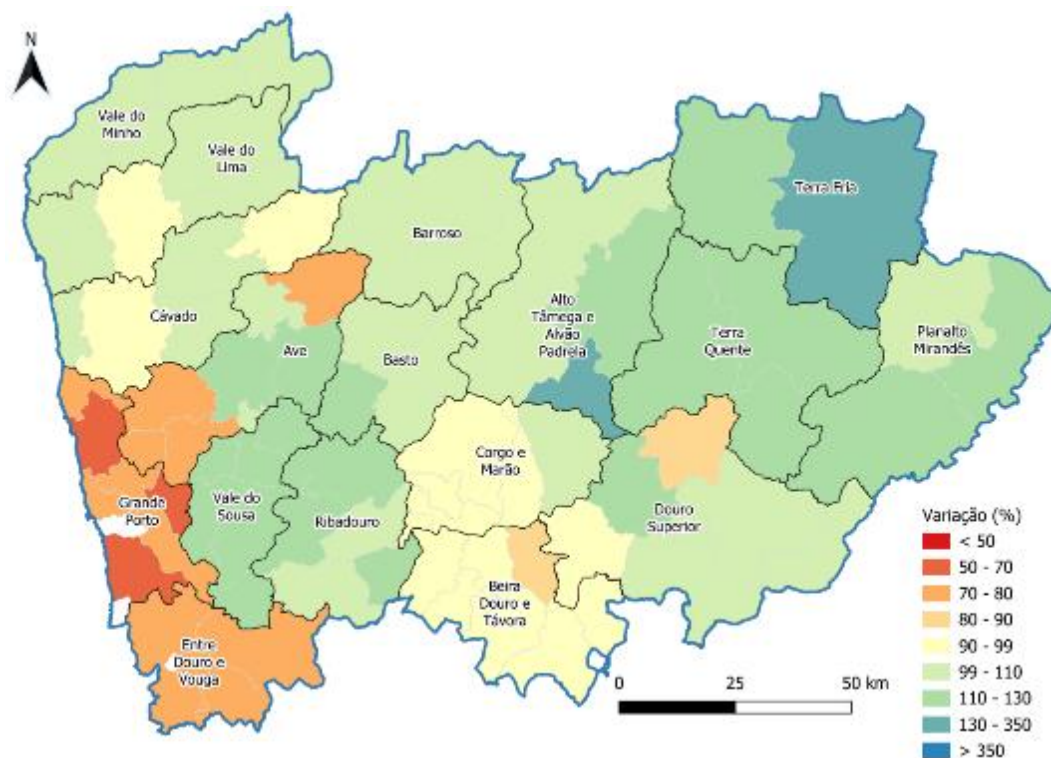 N
Vale do
Minho
Vale do
Lima
Terra Fria
Barroso
Cávado
Alto
Tâmega e
Alvão
Padrela
Terra
Quente
Planalto
Mirandês
Ave
Basto
Corgo e
Marão
Grande
Porto
Vale do
Sousa
Ribadouro
Douro
Superior
Beira
Douro e
Távora
Entre
Douro e
Vouga
0 25 50 km
Variação (%)
< 50
50 - 70
70 - 80
80 - 90
90 - 99
99 - 110
110 - 130
130 - 350
> 350